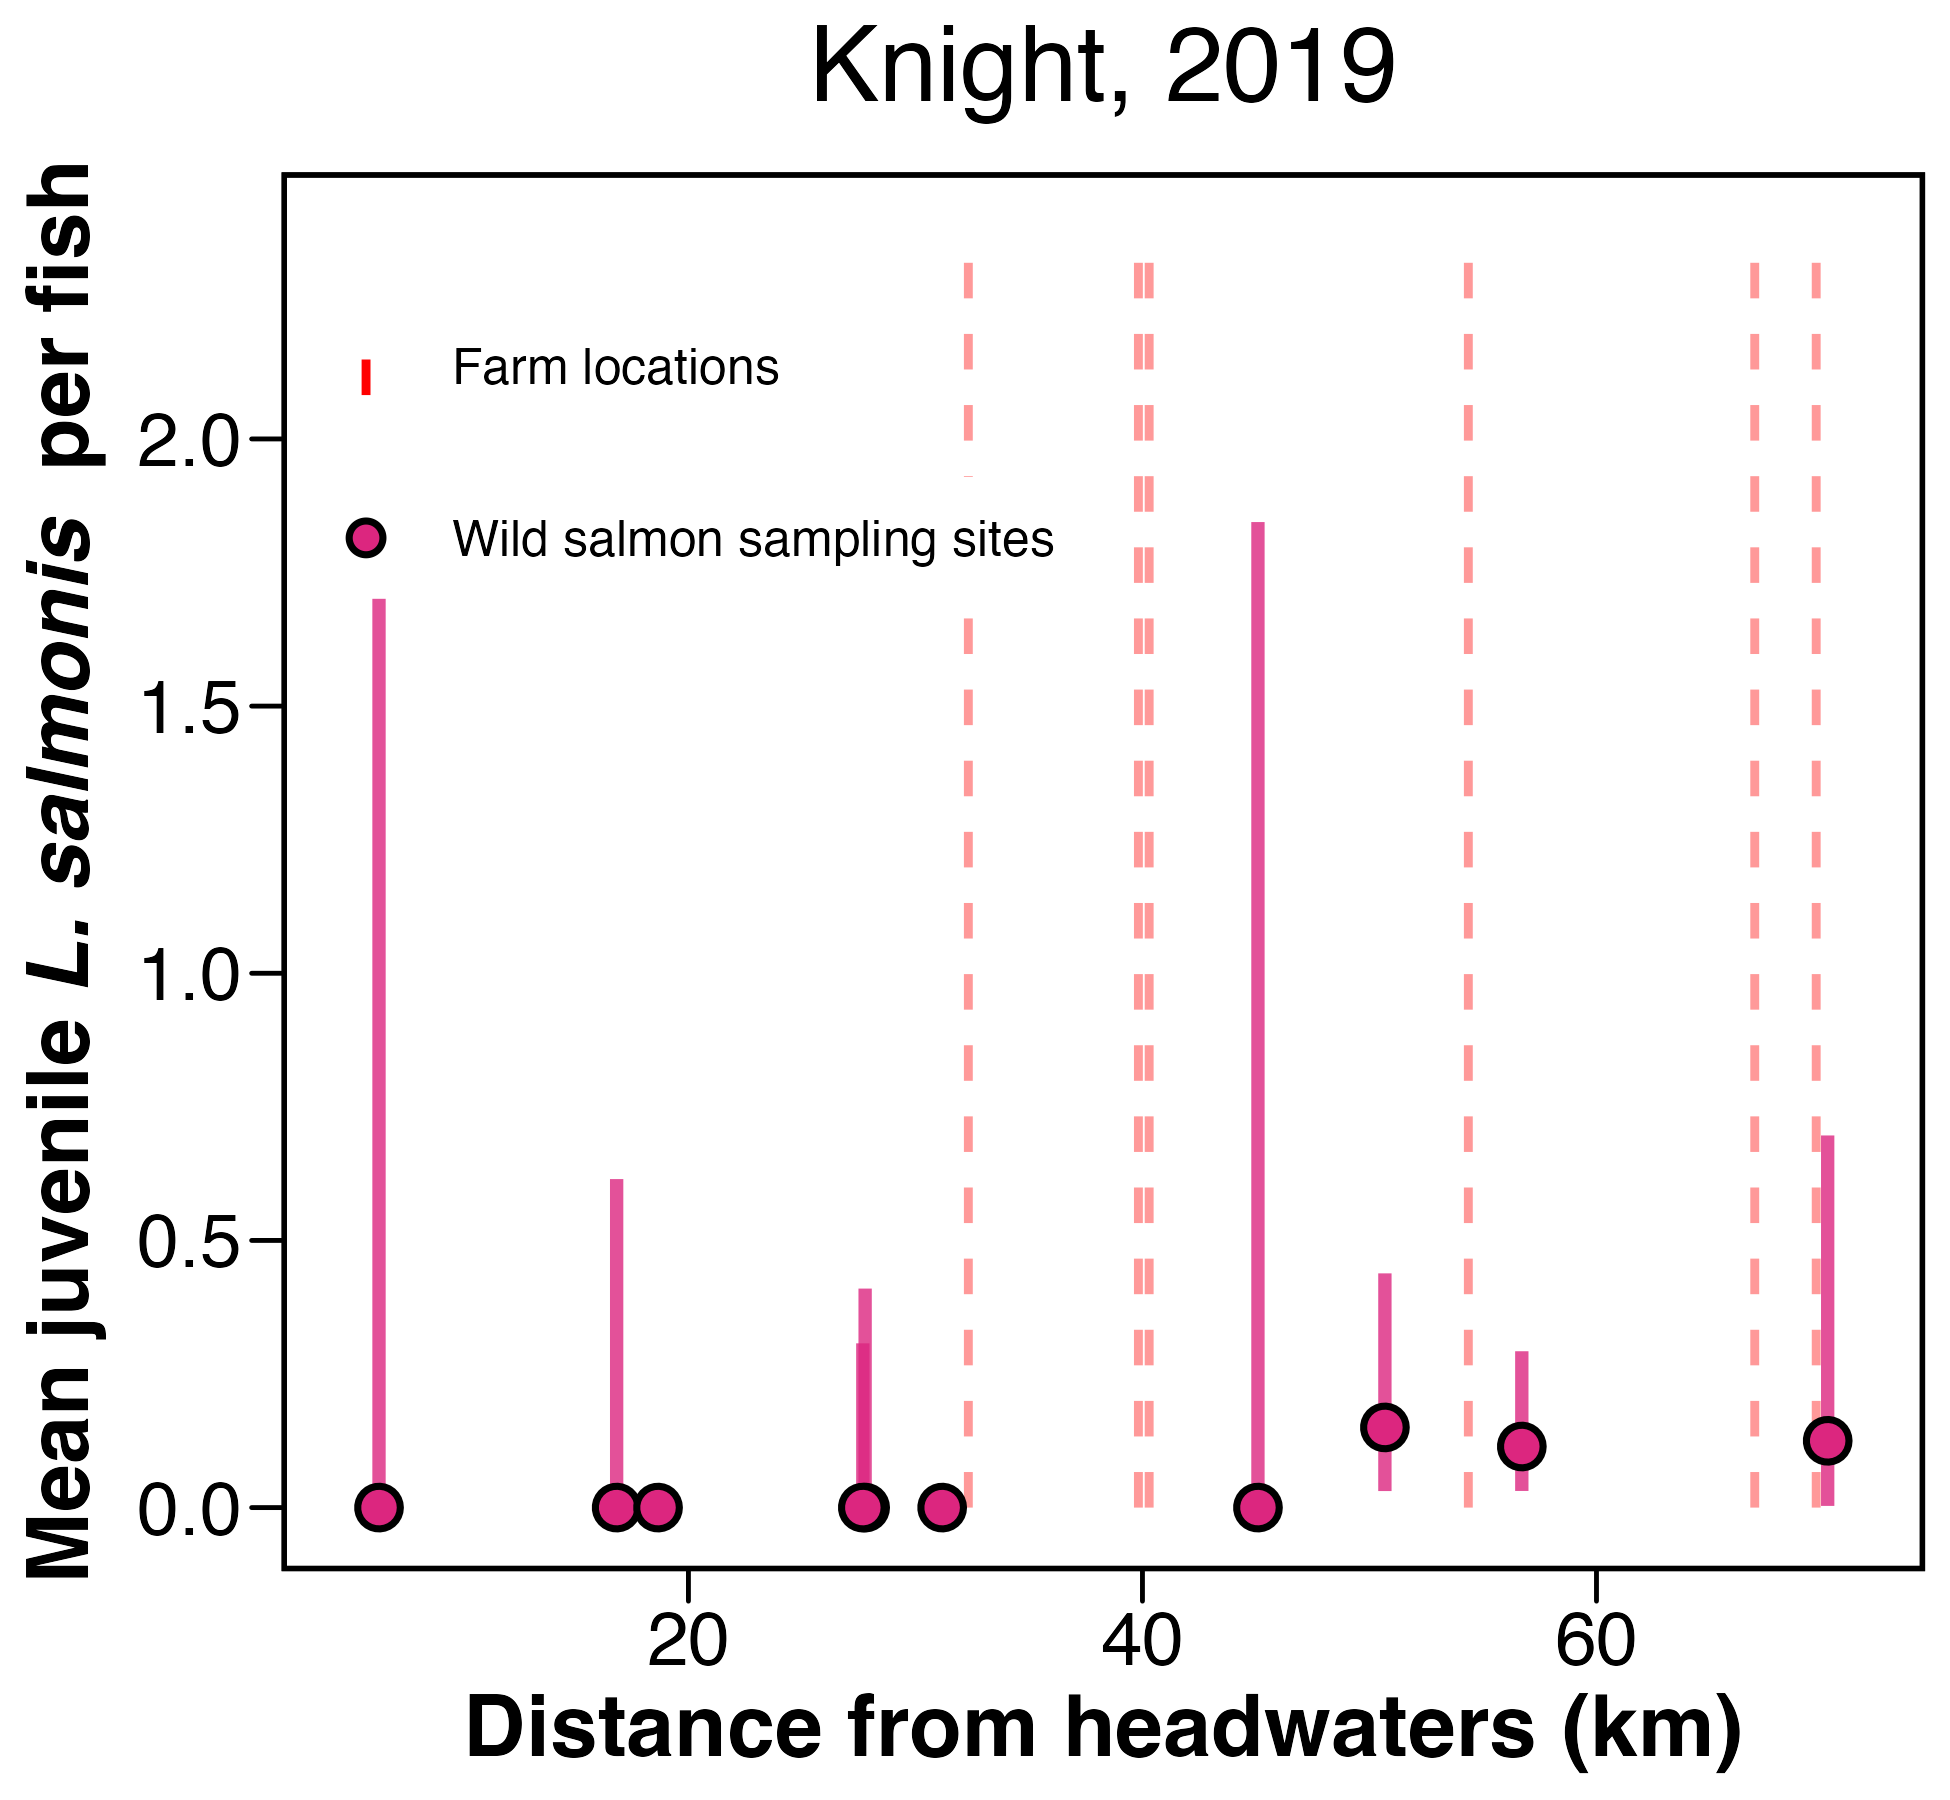 Knight, 2019
Mean juvenile L. salmonis per fish
2.0
1.5
1.0
0.5
0.0
Farm locations
Wild salmon sampling sites
20 40 60
Distance from headwaters (km)